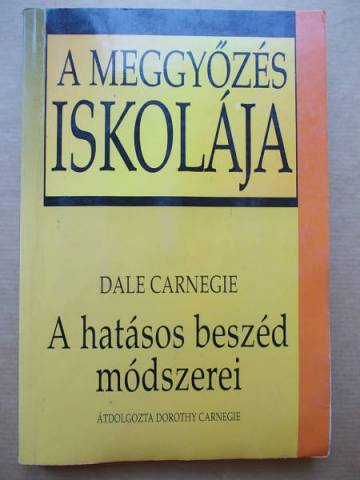 A MEGGYŐZÉS
ISKOLÁJA
DALE CARNEGIE
A hatásos beszéd
módszerei
ÁTDOLGOZTA DOROTHY CARNEGIE